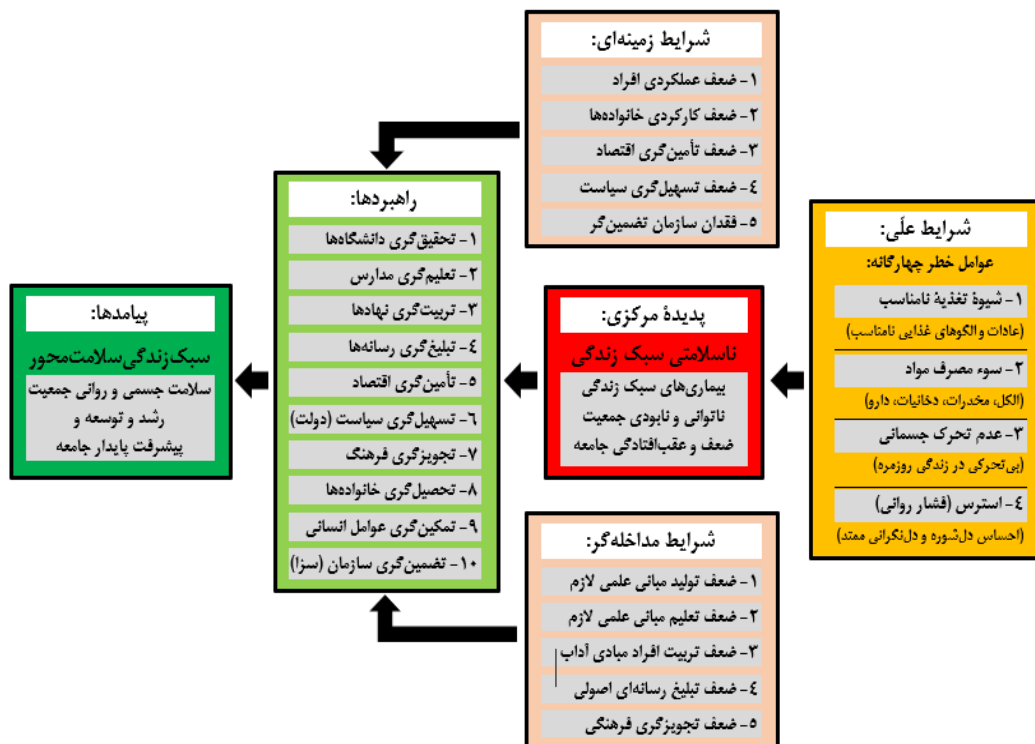 شرایط زمینه‌ای:
۱- ضعف عملکردی افراد
۲- ضعف کارکردی خانواده‌ها
۳- ضعف تأمین‌گری اقتصاد
۴- ضعف تسهیل‌گری سیاست
۵- فقدان سازمان تضمین‌گر
شرایط علّی:
عوامل خطر چهارگانه:
۱- شیوۀ تغذیۀ نامناسب
(عادات و الگوهای غذایی نامناسب)
۲- سوء مصرف مواد
(الکل، مخدرات، دخانیات، دارو)
۳- عدم تحرک جسمانی
(بی‌تحرکی در زندگی روزمره)
۴- استرس (فشار روانی)
(احساس دل‌شوره و دل‌نگرانی ممتد)
پدیدۀ مرکزی:
ناسلامتی سبک زندگی
بیماری‌های سبک زندگی
ناتوانی و نابودی جمعیت
ضعف و عقب‌افتادگی جامعه
شرایط مداخله‌گر:
۱- ضعف تولید مبانی علمی لازم
۲- ضعف تعلیم مبانی علمی لازم
۳- ضعف تربیت افراد مبادی آداب
۴- ضعف تبلیغ رسانه‌ای اصولی
۵- ضعف تجویزگری فرهنگی
راهبردها:
۱- تحقیق‌گری دانشگاه‌ها
۲- تعلیم‌گری مدارس
۳- تربیت‌گری نهادها
۴- تبلیغ‌گری رسانه‌ها
۵- تأمین‌گری اقتصاد
۶- تسهیل‌گری سیاست (دولت)
۷- تجویزگری فرهنگ
۸- تحصیل‌گری خانواده‌ها
۹- تمکین‌گری عوامل انسانی
۱۰- تضمین‌گری سازمان (سزا)
پیامدها:
سبک‌زندگی‌سلامت‌محور
سلامت جسمی و روانی جمعیت
رشد و توسعه و
پیشرفت پایدار جامعه